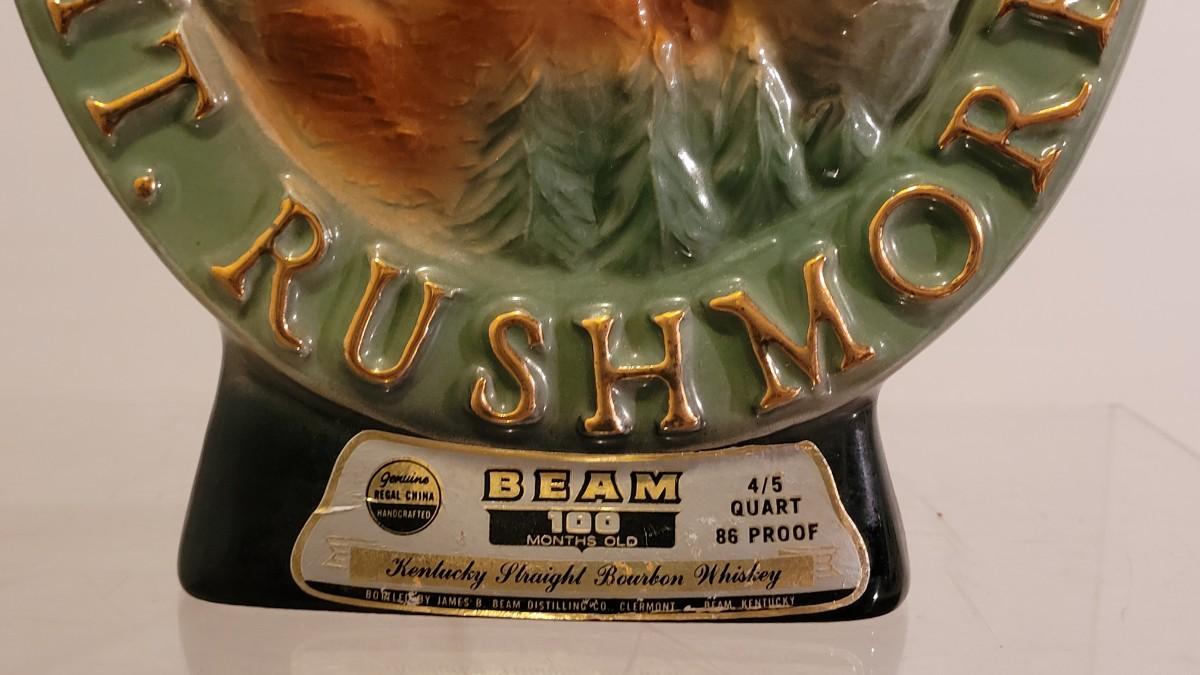 T. RUSHMORE
Genuine
REGAL CHINA
HANDCRAFTED
BEAM
100
MONTHS OLD
4/5
QUART
86 PROOF
Kentucky Straight Bourbon Whiskey
BOTTLED BY JAMES B. BEAM DISTILLING CO., CLERMONT BEAM, KENTUCKY